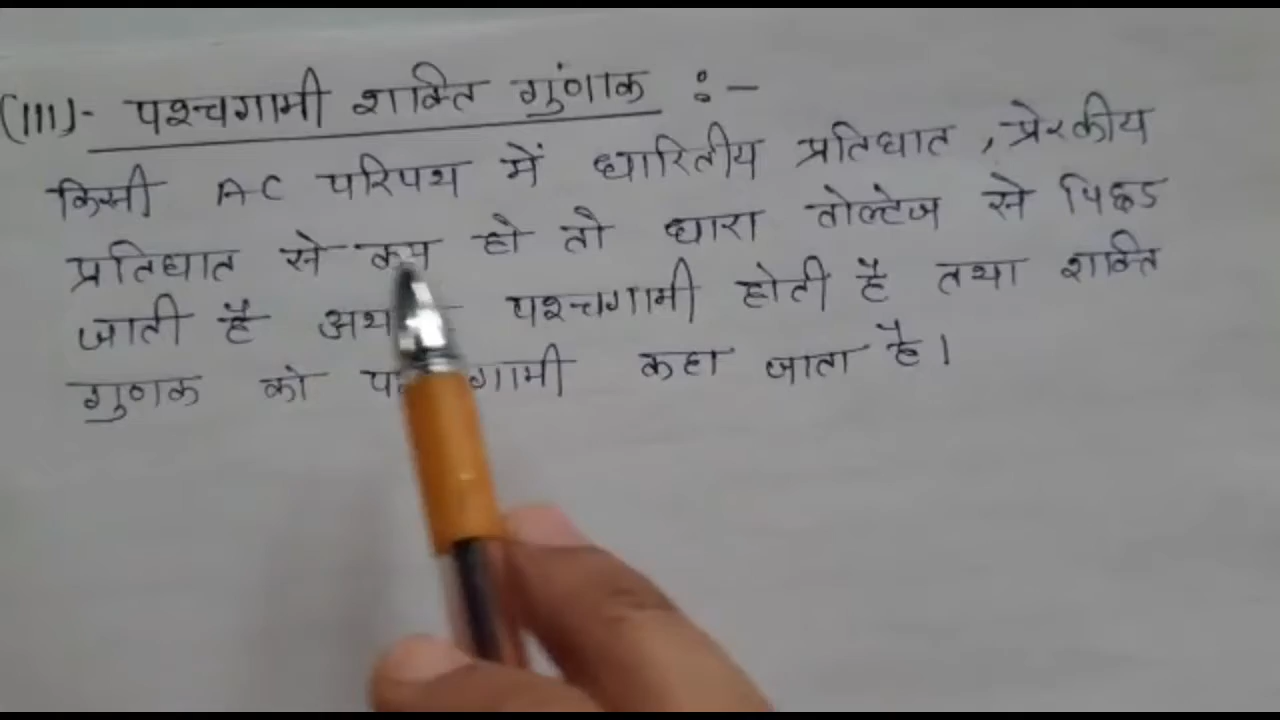 (III)- पश्चगामी शक्ति गुंणाक :-
किसी AC परिपथ में धारितीय प्रतिघात , प्रेरकीय
प्रतिघात से कम हो तो धारा वोल्टेज से पिछड
जाती है पश्चगामी होती है तथा शक्ति
गुणक को कहा जाता है।